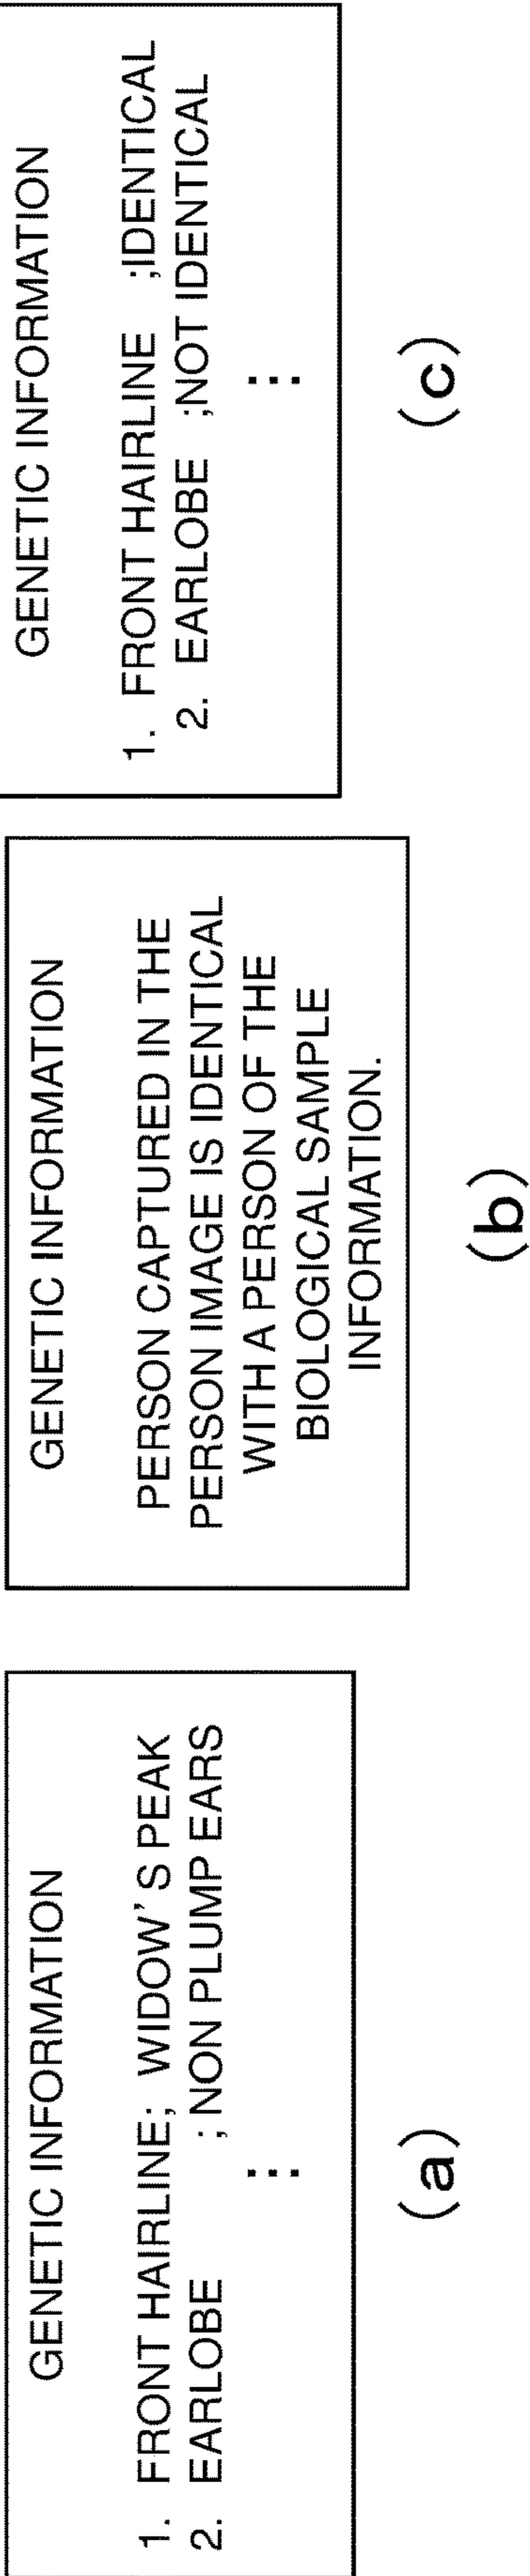 GENETIC INFORMATION
1. FRONT HAIRLINE; WIDOW'S PEAK
2. EARLOBE ; NON PLUMP EARS
⋮
(a)
GENETIC INFORMATION
PERSON CAPTURED IN THE
PERSON IMAGE IS IDENTICAL
WITH A PERSON OF THE
BIOLOGICAL SAMPLE
INFORMATION.
(b)
GENETIC INFORMATION
1. FRONT HAIRLINE ;IDENTICAL
2. EARLOBE ;NOT IDENTICAL
⋮
(c)